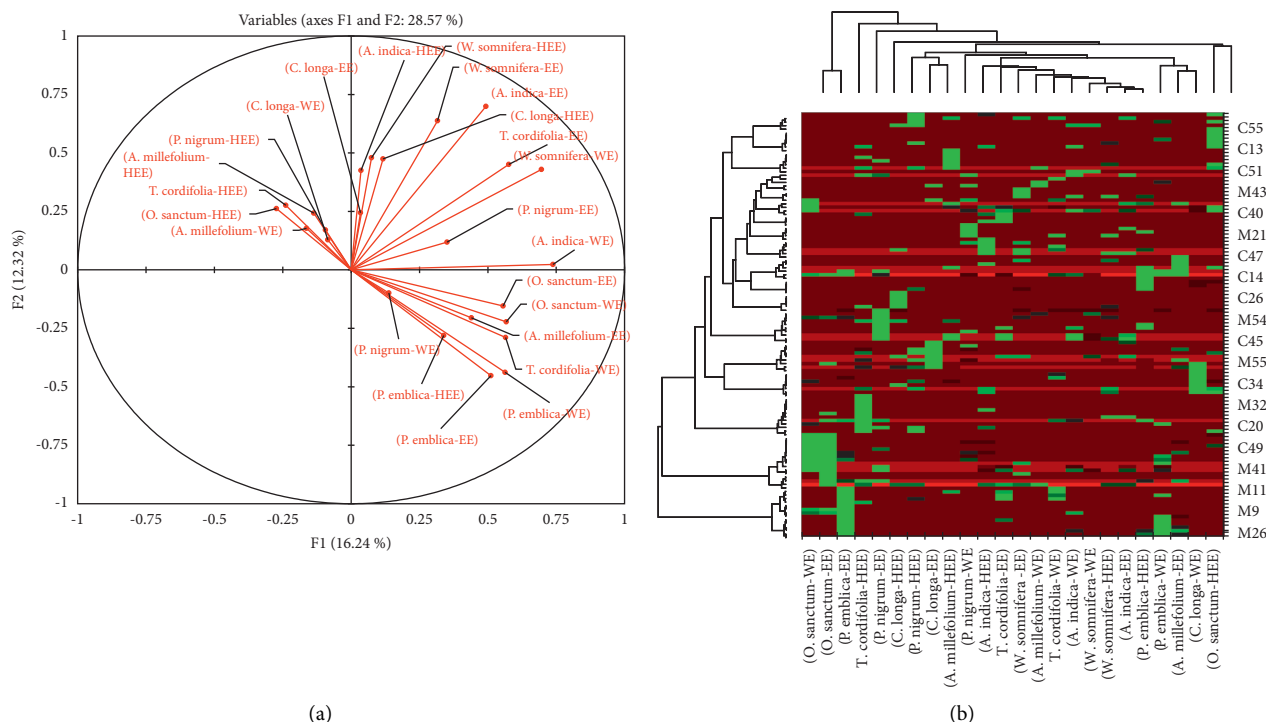 Variables (axes F1 and F2: 28.57 %)
1
0.75
0.5
0.25
0
-0.25
-0.5
-0.75
-1
F2 (12.32 %)
-1
-0.75
-0.5
-0.25
0
0.25
0.5
0.75
1
F1 (16.24 %)
(W. somnifera-HEE)
(A. indica-HEE)
(C. longa-EE)
(W. somnifera-EE)
(A. indica-EE)
(C. longa-WE)
(C. longa-HEE)
T. cordifolia-EE)
(P. nigrum-HEE)
(W. somnifera-WE)
(A. millefolium-
HEE)
T. cordifolia-HEE)
(O. sanctum-HEE)
(P. nigrum-EE)
(A. millefolium-WE)
(A. indica-WE)
(O. sanctum-EE)
(O. sanctum-WE)
(A. millefolium-EE)
(P. nigrum-WE)
T. cordifolia-WE)
(P. emblica-HEE)
(P. emblica-WE)
(P. emblica-EE)
(a)
C55
C13
C51
M43
C40
M21
C47
C14
C26
M54
C45
M55
C34
M32
C20
C49
M41
M11
M9
M26
(O. sanctum-WE)
(O. sanctum-EE)
(P. emblica-EE)
T. cordifolia-HEE)
(P. nigrum-EE)
(C. longa-HEE)
(P. nigrum-HEE)
(C. longa-EE)
(A. millefolium-HEE)
(P. nigrum-WE
(A. indica-HEE)
T. cordifolia-EE)
(W. somnifera -EE)
(A. millefolium-WE)
T. cordifolia-WE)
(A. indica-WE)
(W. somnifera-WE
(W. somnifera-HEE)
(A. indica-EE)
(P. emblica-HEE)
(P. emblica-WE)
(A. millefolium-EE)
(C. longa-WE)
(O. sanctum-HEE)
(b)